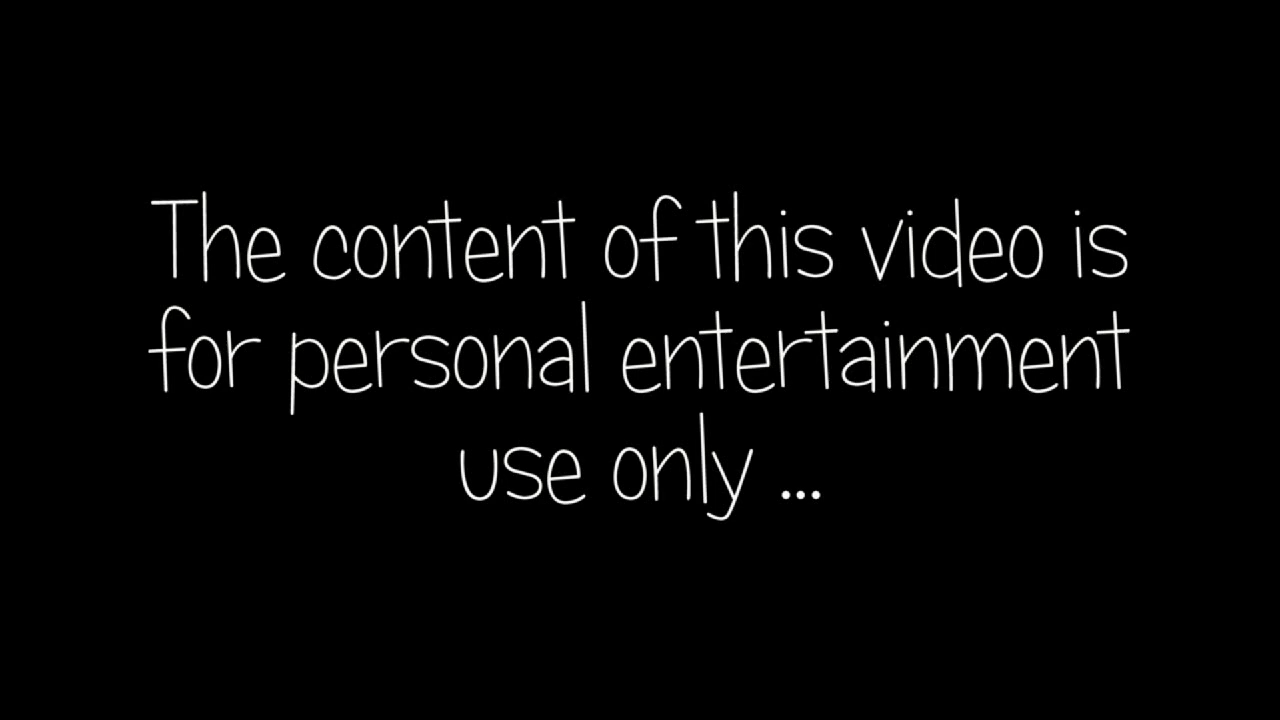 The content of this video is
for personal entertainment
use only ...